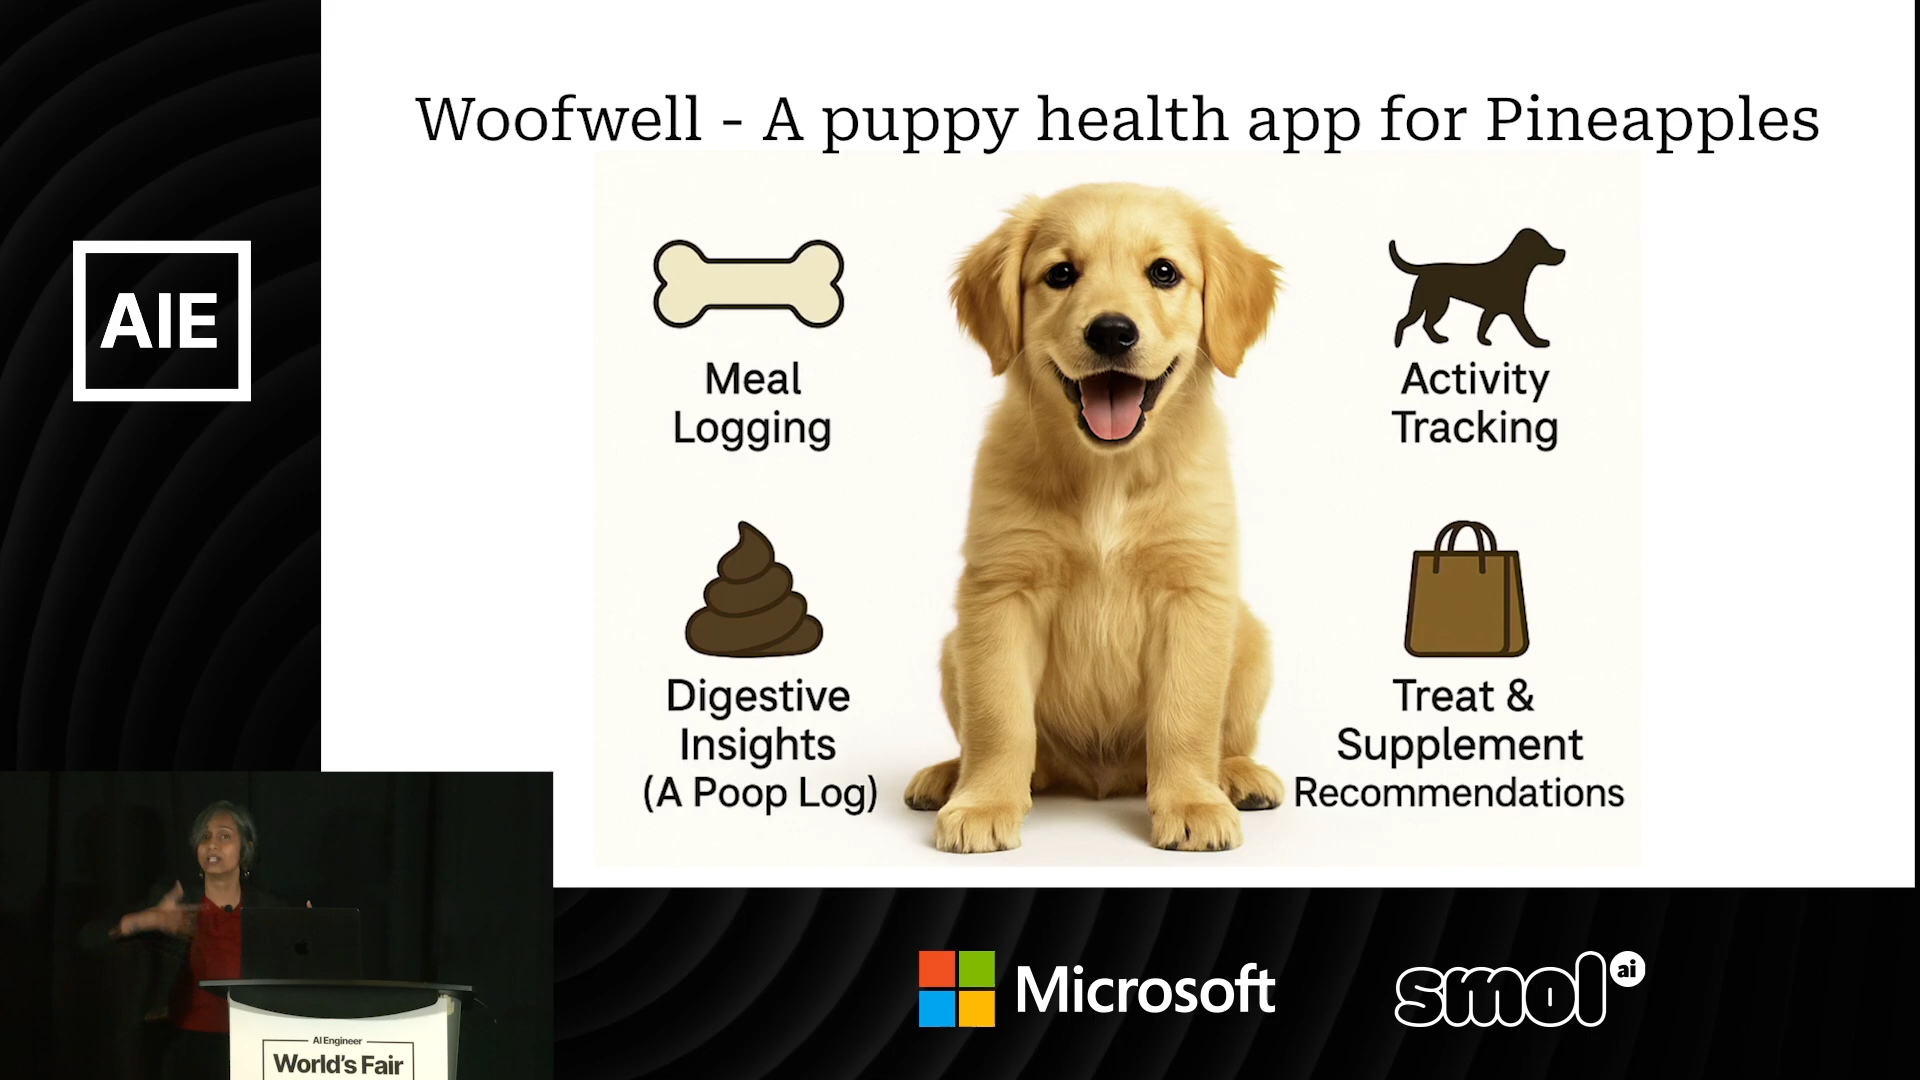 Woofwell - A puppy health app for Pineapples
AIE
Meal
Logging
Activity
Tracking
Digestive
Insights
(A Poop Log)
Treat &
Supplement
Recommendations
AI Engineer
World's Fair
Microsoft
smol ai